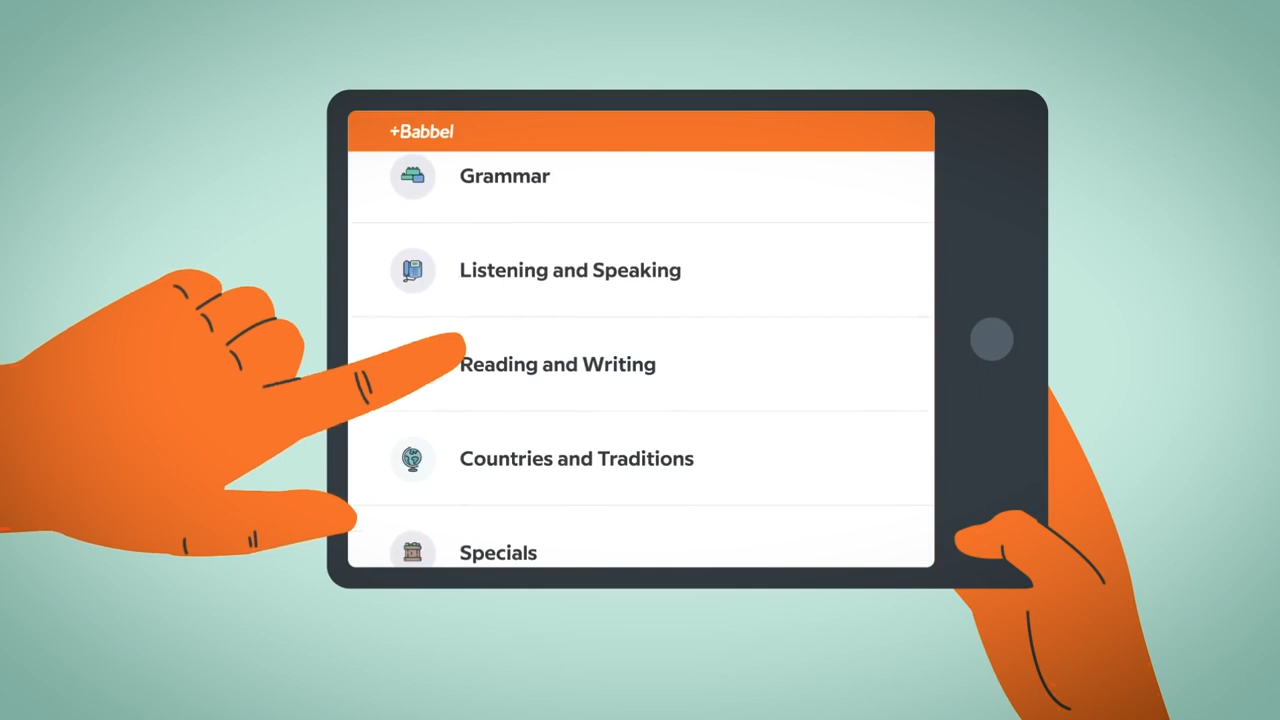 +Babbel
Grammar
Listening and Speaking
Reading and Writing
Countries and Traditions
Specials